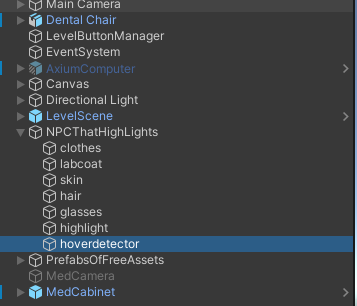 Main Camera
Dental Chair
LevelButtonManager
EventSystem
AxiumComputer
Canvas
Directional Light
LevelScene
NPCThatHighLights
clothes
labcoat
skin
hair
glasses
highlight
hoverdetector
PrefabsOfFreeAssets
MedCamera
MedCabinet